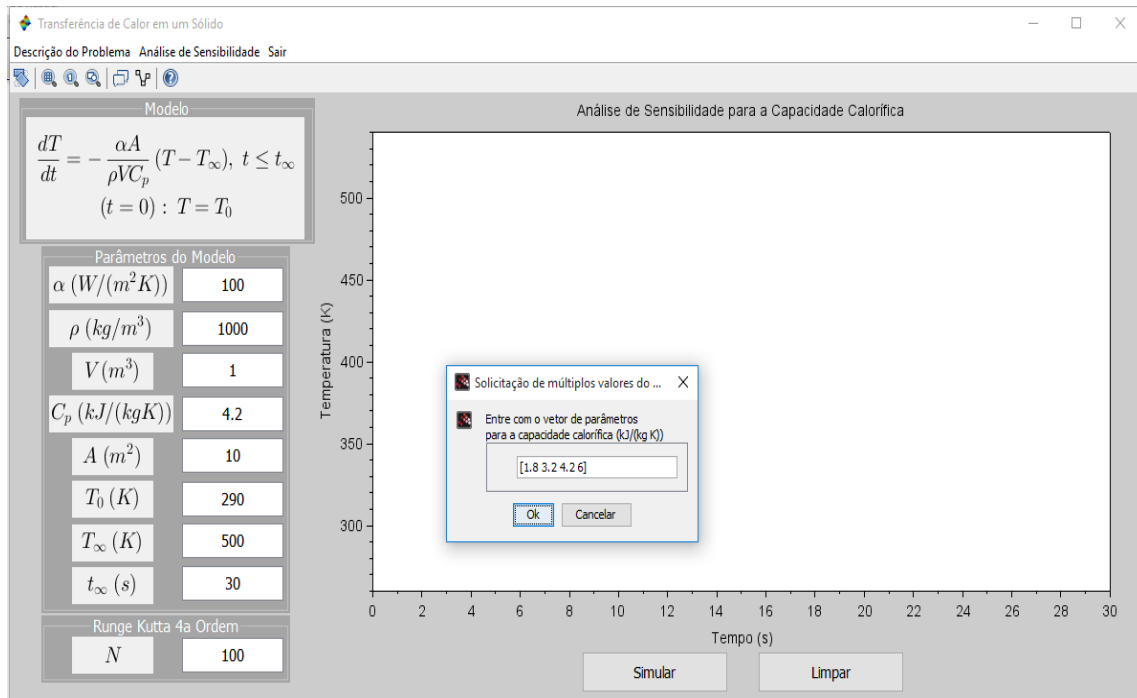 Transferência de Calor em um Sólido
Descrição do Problema Análise de Sensibilidade Sair
Modelo
dT/dt = − αA/ρVC_p (T − T_∞), t ≤ t_∞
(t = 0) : T = T_0
Parâmetros do Modelo
α (W/(m²K)) 100
ρ (kg/m³) 1000
V(m³) 1
C_p (kJ/(kgK)) 4.2
A (m²) 10
T_0 (K) 290
T_∞ (K) 500
t_∞ (s) 30
Runge Kutta 4a Ordem
N 100
Análise de Sensibilidade para a Capacidade Calorífica
Temperatura (K)
500
450
400
350
300
0 2 4 6 8 10 12 14 16 18 20 22 24 26 28 30
Tempo (s)
Solicitação de múltiplos valores do ...
Entre com o vetor de parâmetros
para a capacidade calorífica (kJ/(kg K))
[1.8 3.2 4.2 6]
Ok Cancelar
Simular Limpar